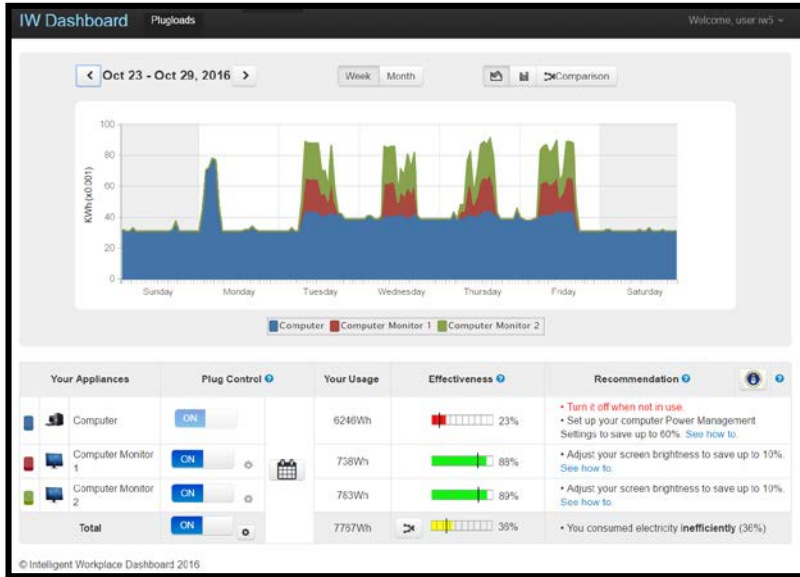 IW Dashboard Plugloads Welcome, user iw5
Oct 23 - Oct 29, 2016 Week Month Comparison
100
80
60
40
20
0
KWh (x0.001)
Sunday Monday Tuesday Wednesday Thursday Friday Saturday
Computer Computer Monitor 1 Computer Monitor 2
Your Appliances Plug Control Your Usage Effectiveness Recommendation
Computer ON 6246Wh 23%
• Turn it off when not in use.
• Set up your computer Power Management
Settings to save up to 60%. See how to.
Computer Monitor
1
ON 738Wh 88%
• Adjust your screen brightness to save up to 10%.
See how to.
Computer Monitor
2
ON 783Wh 89%
• Adjust your screen brightness to save up to 10%.
See how to.
Total ON 7767Wh 36% • You consumed electricity inefficiently (36%)
© Intelligent Workplace Dashboard 2016